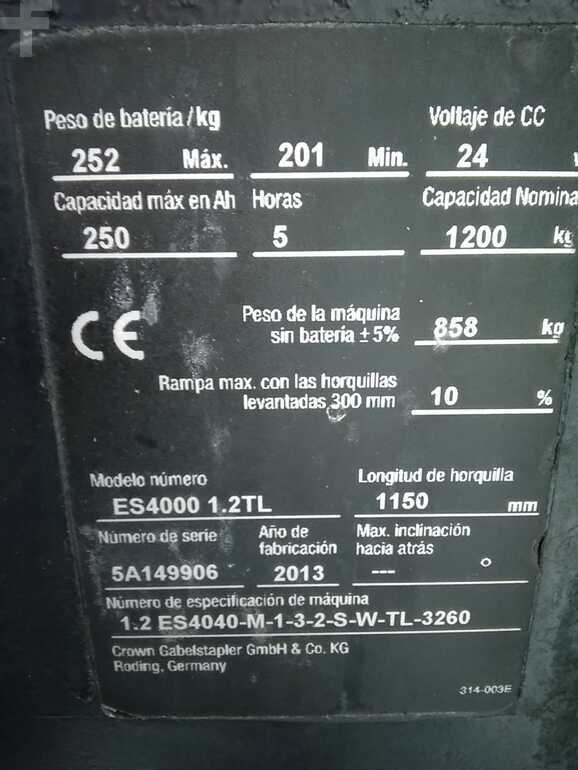 Peso de batería/kg Voltaje de CC
252 Máx. 201 Min. 24
Capacidad máx en Ah Horas Capacidad Nomina
250 5 1200 kg
CE
Peso de la máquina
sin batería ±5% 858 kg
Rampa max. con las horquillas
levantadas 300 mm 10 %
Modelo número Longitud de horquilla
ES4000 1.2TL 1150 mm
Número de serie Año de fabricación Max. inclinación hacia atrás
5A149906 2013 --- °
Número de especificación de máquina
1.2 ES4040-M-1-3-2-S-W-TL-3260
Crown Gabelstapler GmbH & Co. KG
Roding, Germany
314-003E